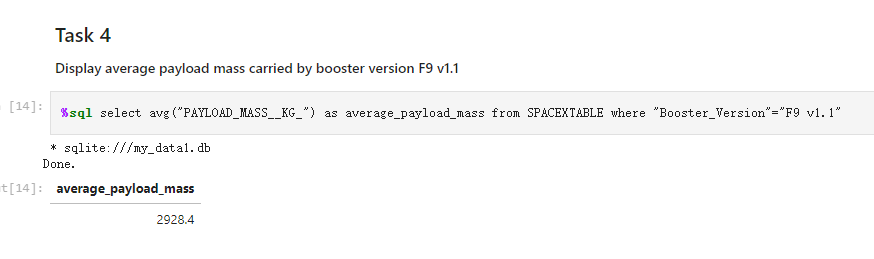 Task 4
Display average payload mass carried by booster version F9 v1.1
[14]: %sql select avg("PAYLOAD_MASS__KG_") as average_payload_mass from SPACEXTABLE where "Booster_Version"="F9 v1.1"
* sqlite:///my_data1.db
Done.
t[14]: average_payload_mass
2928.4